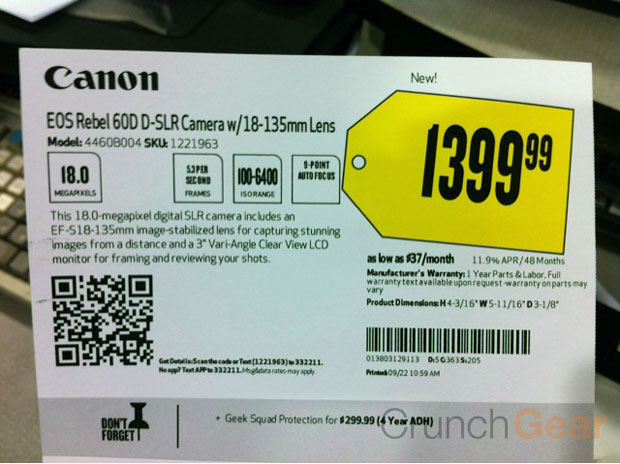 Canon
New!
EOS Rebel 60D D-SLR Camera w/18-135mm Lens
Model: 4460B004 SKU: 1221963
1399.99
18.0
MEGAPIXELS
5.3 PER
SECOND
FRAMES
100-6400
ISO RANGE
9-POINT
AUTO FOCUS
This 18.0-megapixel digital SLR camera includes an
EF-S18-135mm image-stabilized lens for capturing stunning
images from a distance and a 3" Vari-Angle Clear View LCD
monitor for framing and reviewing your shots.
as low as $37/month 11.9% APR/48 Months
Manufacturer's Warranty: 1 Year Parts & Labor, Full
warranty text available upon request - warranty on parts may
vary
Product Dimensions: H 4-3/16" W 5-11/16" D 3-1/8"
013803129113 D:5 G363 S:205
Printed: 09/22 10:59 AM
Get Details: Scan the code or Text (1221963) to 332211.
No app? Text APP to 332211. Msg&data rates may apply.
DON'T
FORGET
+ Geek Squad Protection for $299.99 (4 Year ADH)
CrunchGear